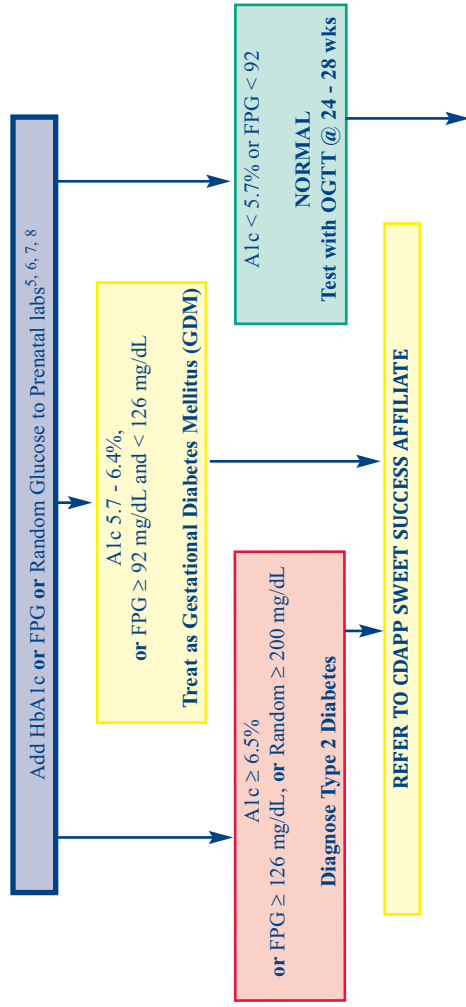 Add HbA1c or FPG or Random Glucose to Prenatal labs5, 6, 7, 8
A1c 5.7 - 6.4%,
or FPG ≥ 92 mg/dL and < 126 mg/dL
Treat as Gestational Diabetes Mellitus (GDM)
A1c ≥ 6.5%
or FPG ≥ 126 mg/dL, or Random ≥ 200 mg/dL
Diagnose Type 2 Diabetes
A1c < 5.7% or FPG < 92
NORMAL
Test with OGTT @ 24 - 28 wks
REFER TO CDAPP SWEET SUCCESS AFFILIATE